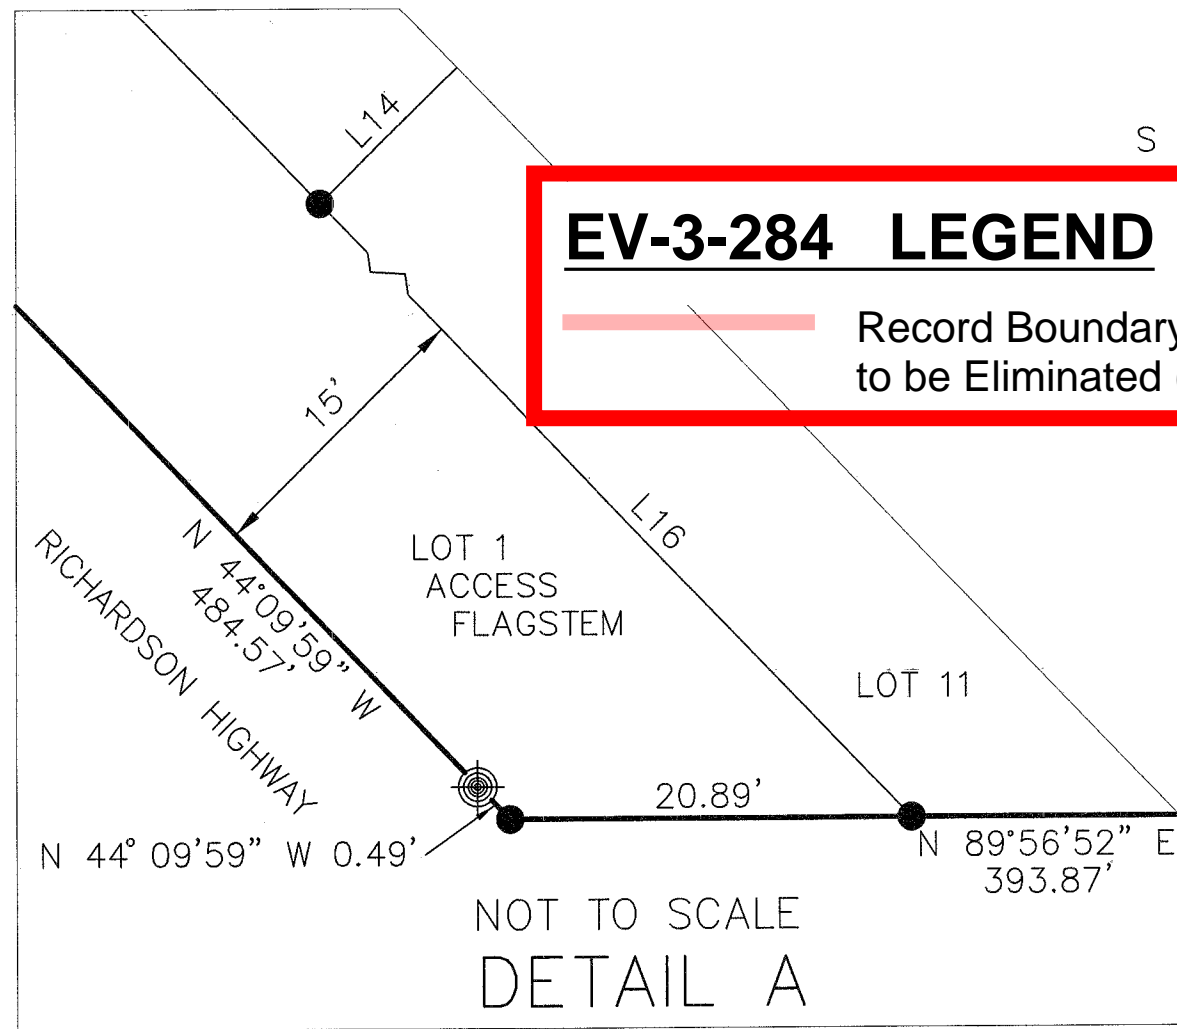 L14
S
EV-3-284 LEGEND
Record Boundary
to be Eliminated
15'
L16
LOT 1
ACCESS
FLAGSTEM
N 44°09'59" W
484.57'
RICHARDSON HIGHWAY
LOT 11
20.89'
N 44° 09'59" W 0.49'
N 89°56'52" E
393.87'
NOT TO SCALE
DETAIL A